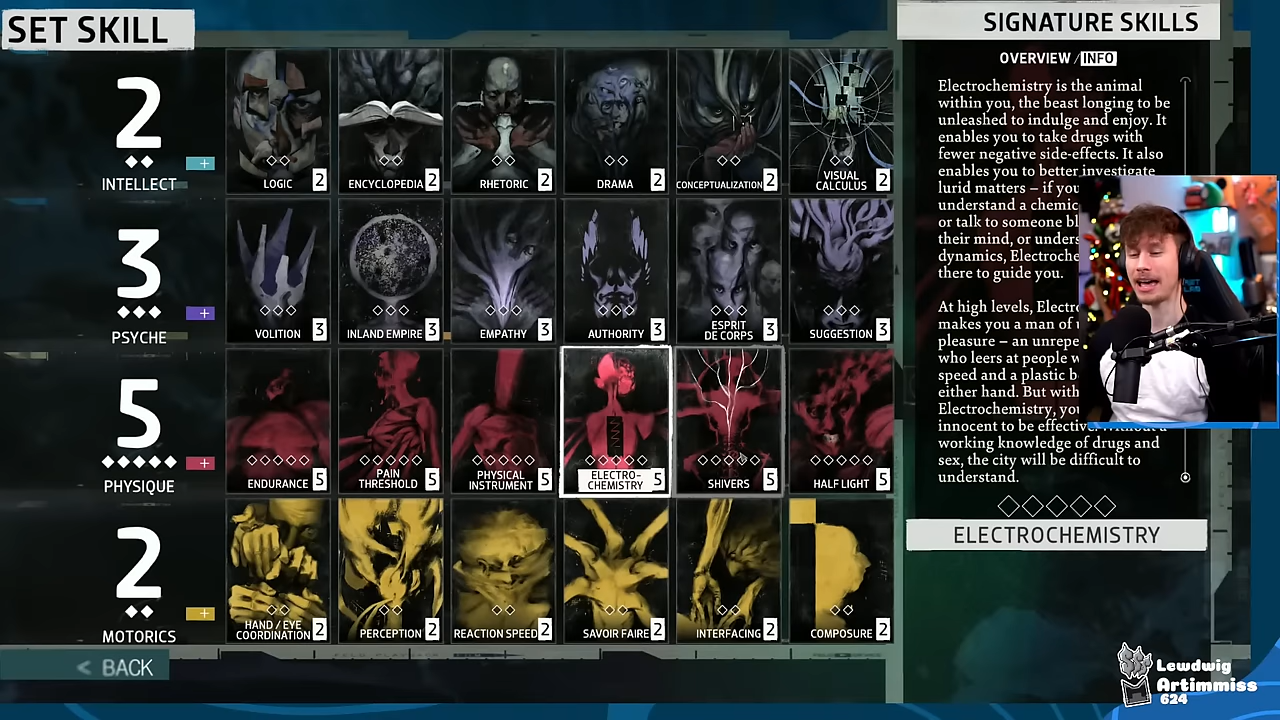 SET SKILL
2
INTELLECT
+
LOGIC 2
ENCYCLOPEDIA 2
RHETORIC 2
DRAMA 2
CONCEPTUALIZATION 2
VISUAL
CALCULUS 2
3
PSYCHE
+
VOLITION 3
INLAND EMPIRE 3
EMPATHY 3
AUTHORITY 3
ESPRIT
DE CORPS 3
SUGGESTION 3
5
PHYSIQUE
+
ENDURANCE 5
PAIN
THRESHOLD 5
PHYSICAL
INSTRUMENT 5
ELECTRO-
CHEMISTRY 5
SHIVERS 5
HALF LIGHT 5
2
MOTORICS
+
HAND / EYE
COORDINATION 2
PERCEPTION 2
REACTION SPEED 2
SAVOIR FAIRE 2
INTERFACING 2
COMPOSURE 2
< BACK
SIGNATURE SKILLS
OVERVIEW / INFO
Electrochemistry is the animal
within you, the beast longing to be
unleashed to indulge and enjoy. It
enables you to take drugs with
fewer negative side-effects. It also
enables you to better investigate
lurid matters – if you
understand a chemic
or talk to someone bl
their mind, or unders
dynamics, Electroche
there to guide you.
At high levels, Electro
makes you a man of
pleasure – an unrepe
who leers at people w
speed and a plastic b
either hand. But with
Electrochemistry, you
innocent to be effective. Without a
working knowledge of drugs and
sex, the city will be difficult to
understand.
ELECTROCHEMISTRY
Lewdwig
Artimmiss
624